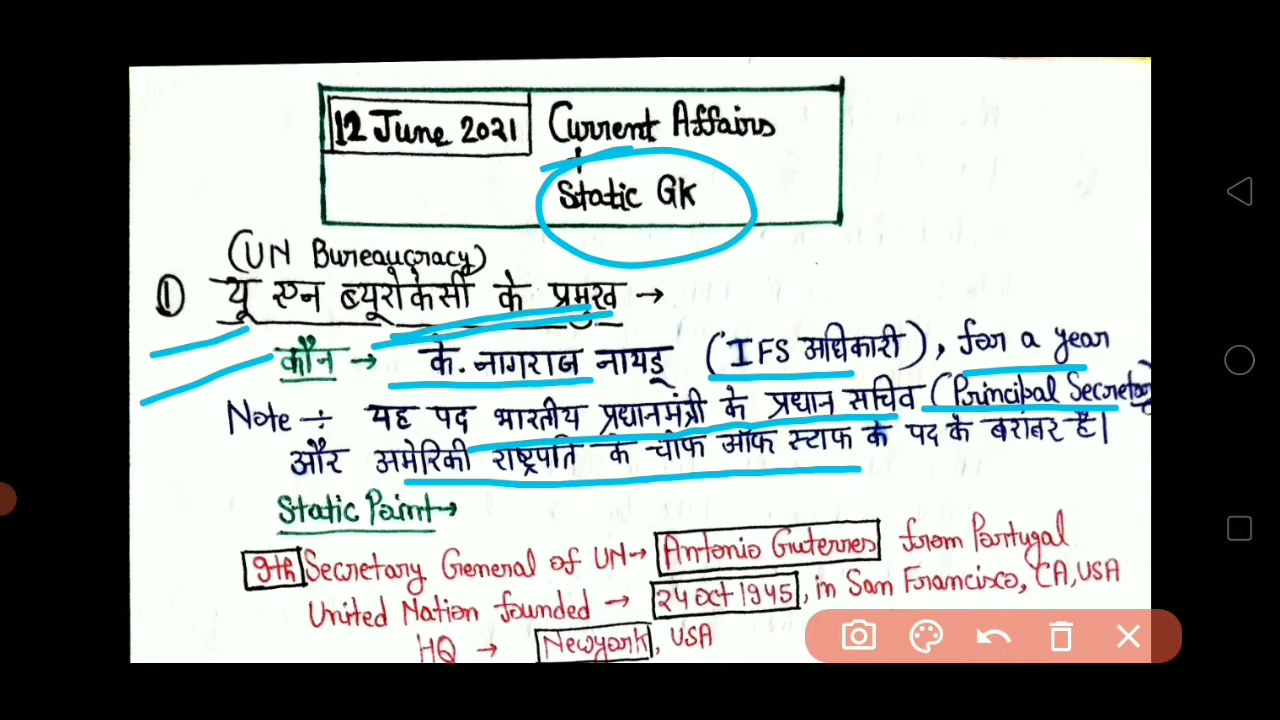 12 June 2021 Current Affairs
+
Static GK
(UN Bureaucracy)
① यू एन ब्यूरोकेसी के प्रमुख →
कौन → के. नागराज नायडू (IFS अधिकारी), for a year
Note ÷ यह पद भारतीय प्रधानमंत्री के प्रधान सचिव (Principal Secretary)
और अमेरिकी राष्ट्रपति के चीफ ऑफ स्टाफ के पद के बराबर है।
Static Point →
9th Secretary General of UN → Antonio Guterres from Portugal
United Nation founded → 24 Oct 1945, in San Francisco, CA, USA
HQ → Newyork, USA